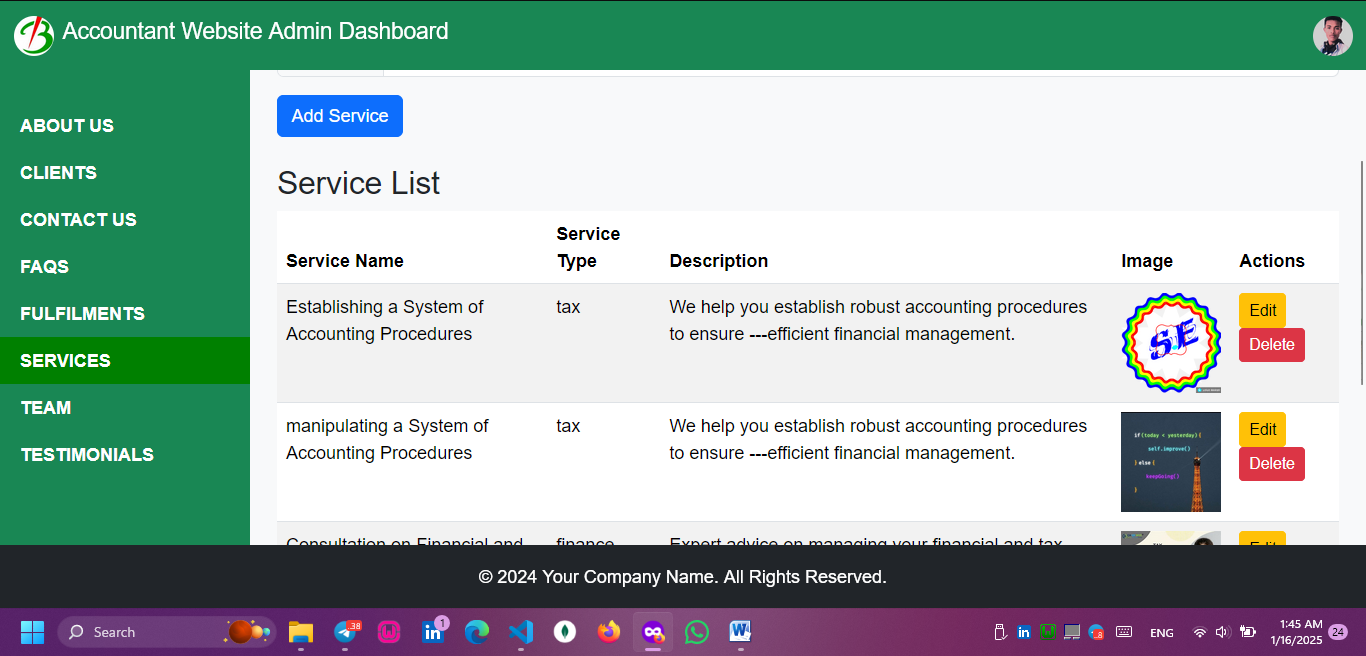 Accountant Website Admin Dashboard
ABOUT US
CLIENTS
CONTACT US
FAQS
FULFILMENTS
SERVICES
TEAM
TESTIMONIALS
Add Service
Service List
Service Name
Service
Type
Description
Image
Actions
Establishing a System of
Accounting Procedures
tax
We help you establish robust accounting procedures
to ensure ---efficient financial management.
SE
Edit
Delete
manipulating a System of
Accounting Procedures
tax
We help you establish robust accounting procedures
to ensure ---efficient financial management.
if(today < yesterday){
self.improve()
}else{
keepGoing()
}
Edit
Delete
Consultation on Financial and
finance
Expert advice on managing your financial and tax
Edit
© 2024 Your Company Name. All Rights Reserved.
Search
38
in
1
W
in
8
ENG
1:45 AM
1/16/2025
24